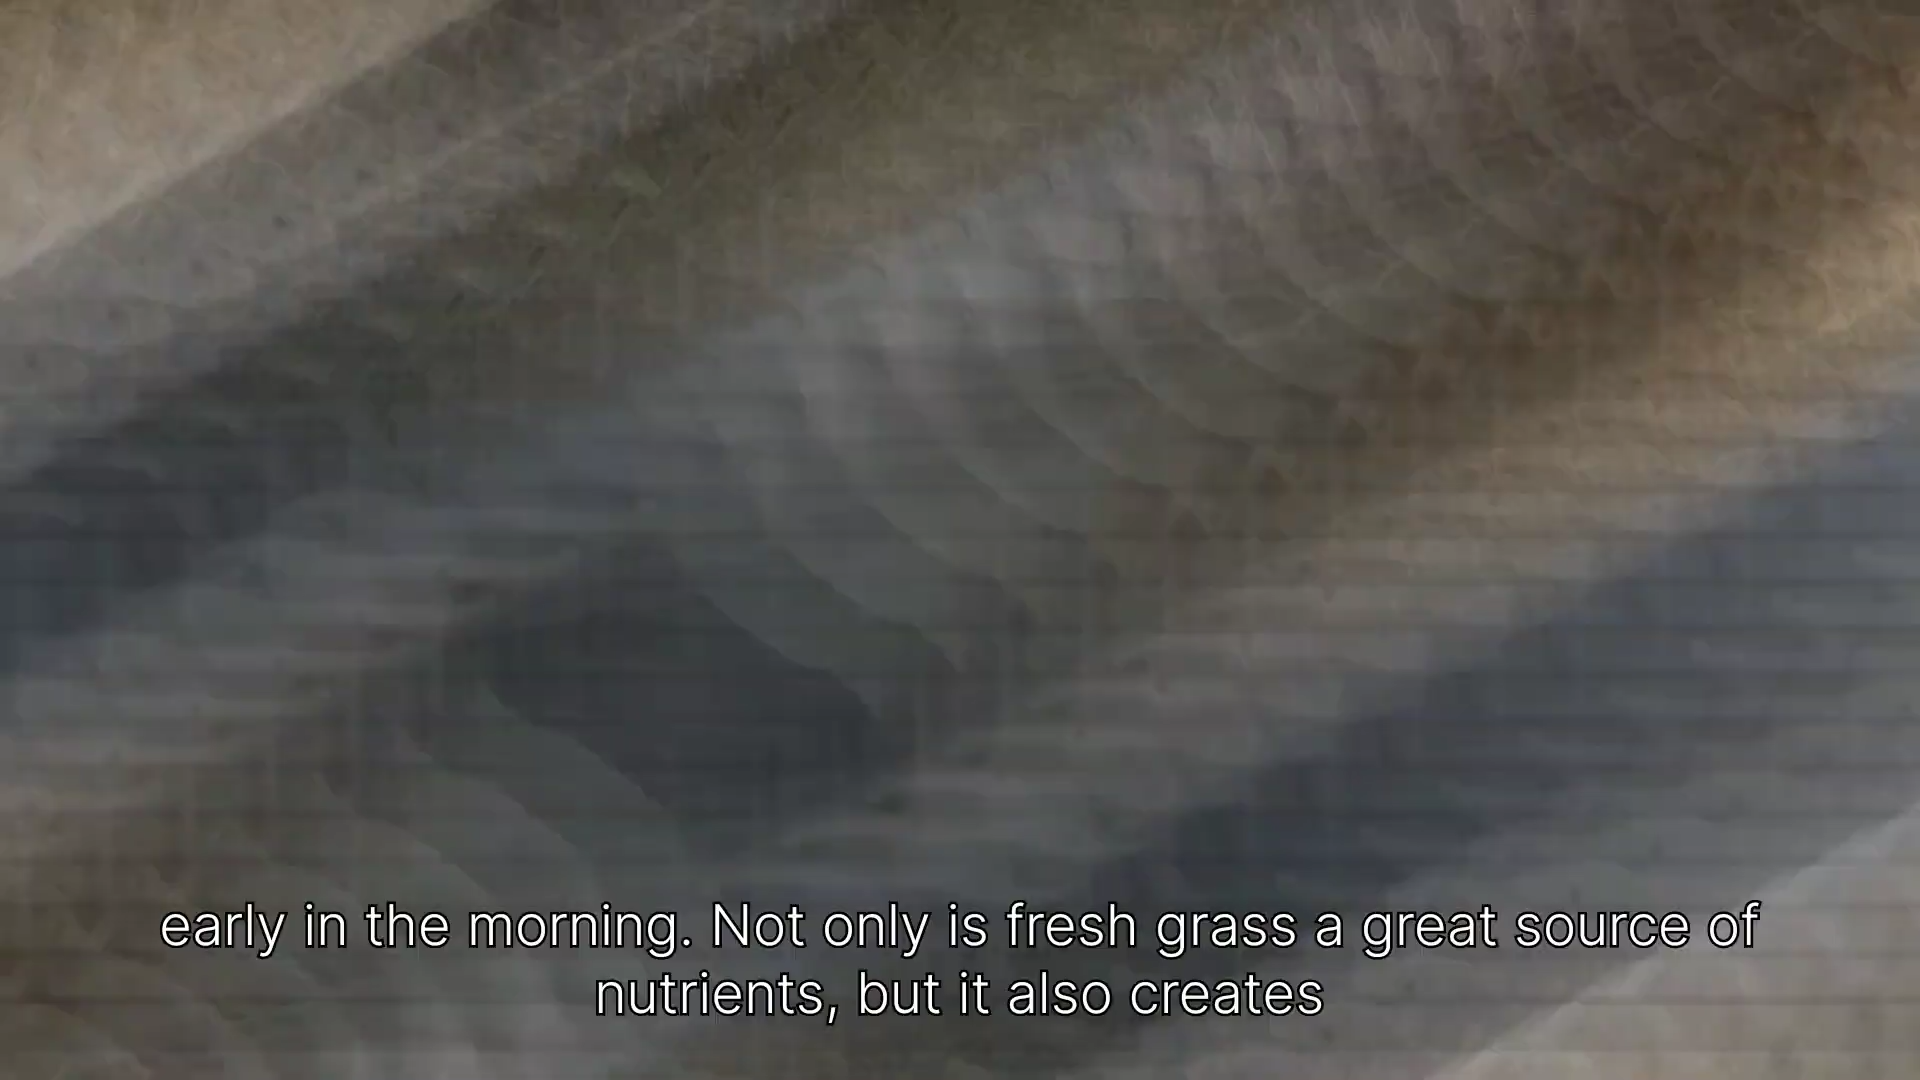 early in the morning. Not only is fresh grass a great source of
nutrients, but it also creates